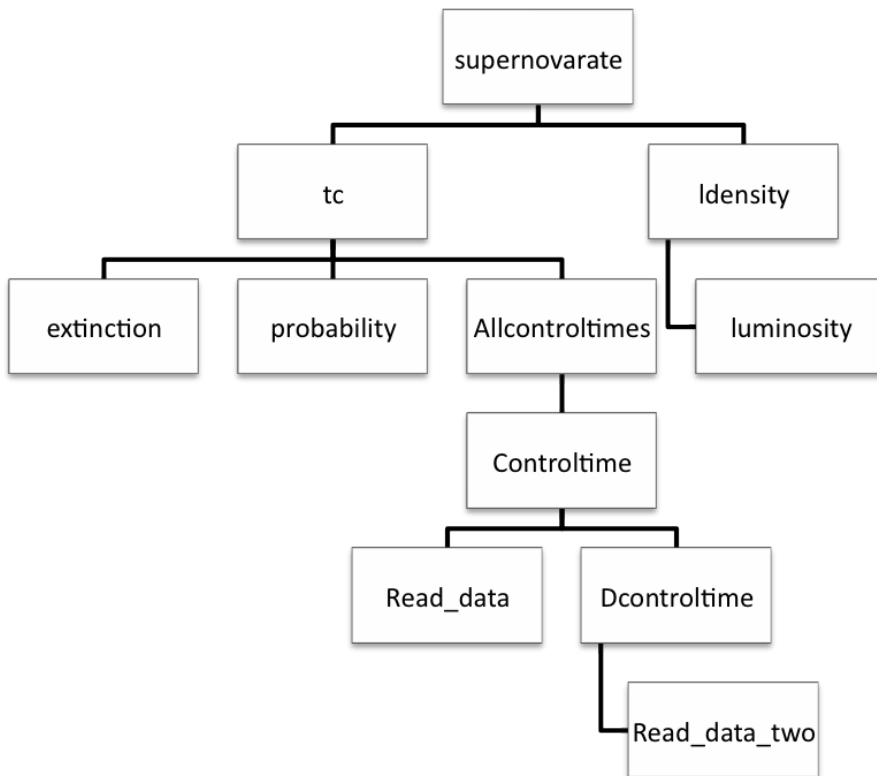 supernovarate
tc
ldensity
extinction
probability
Allcontroltimes
luminosity
Controltime
Read_data
Dcontroltime
Read_data_two